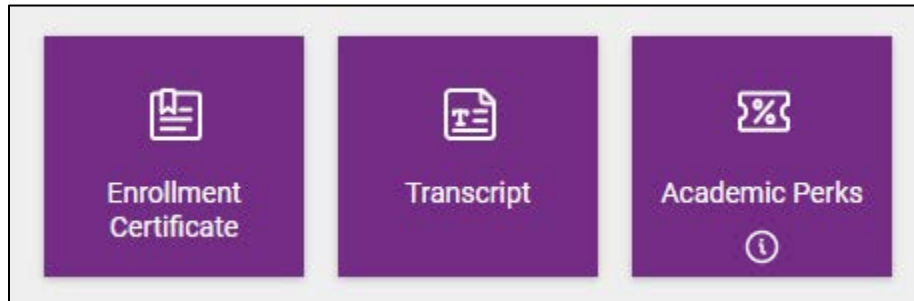 Enrollment
Certificate
Transcript
Academic Perks